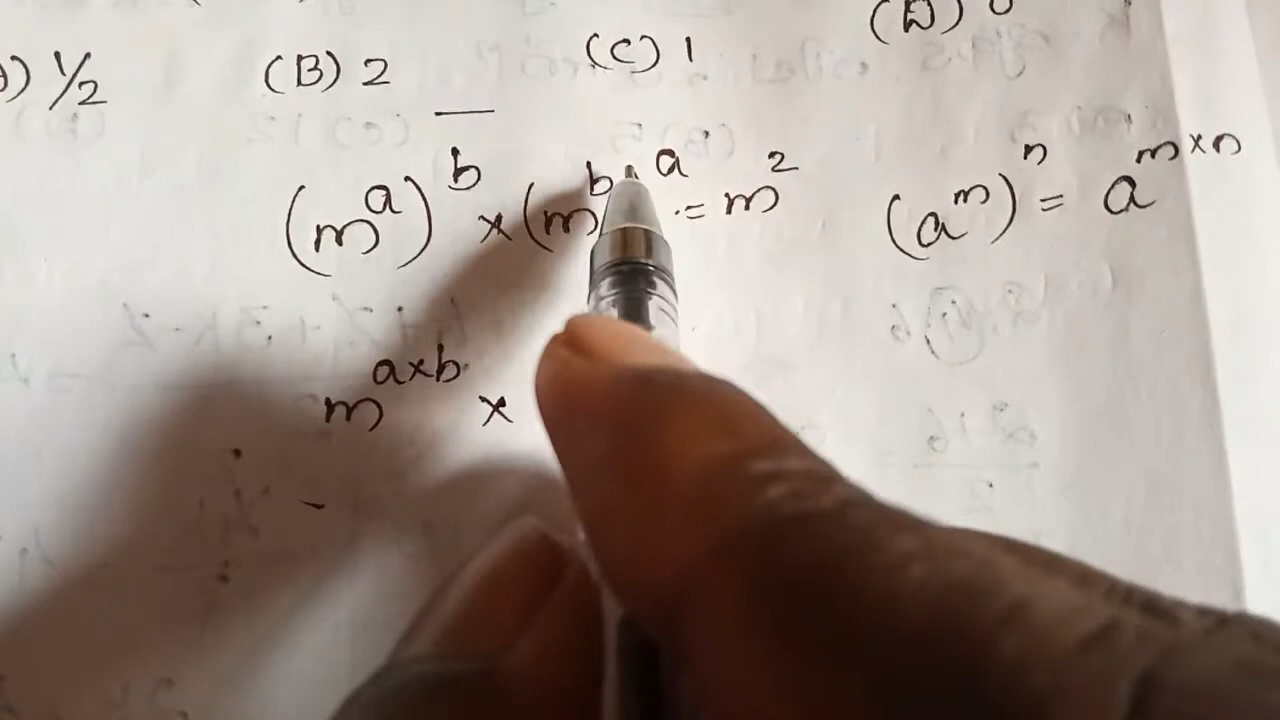 ) 1/2 (B) 2 (C) 1 (D) 0
(m^a)^b × (m^b)^a = m^2 (a^m)^n = a^{m×n}
m^{a×b} ×